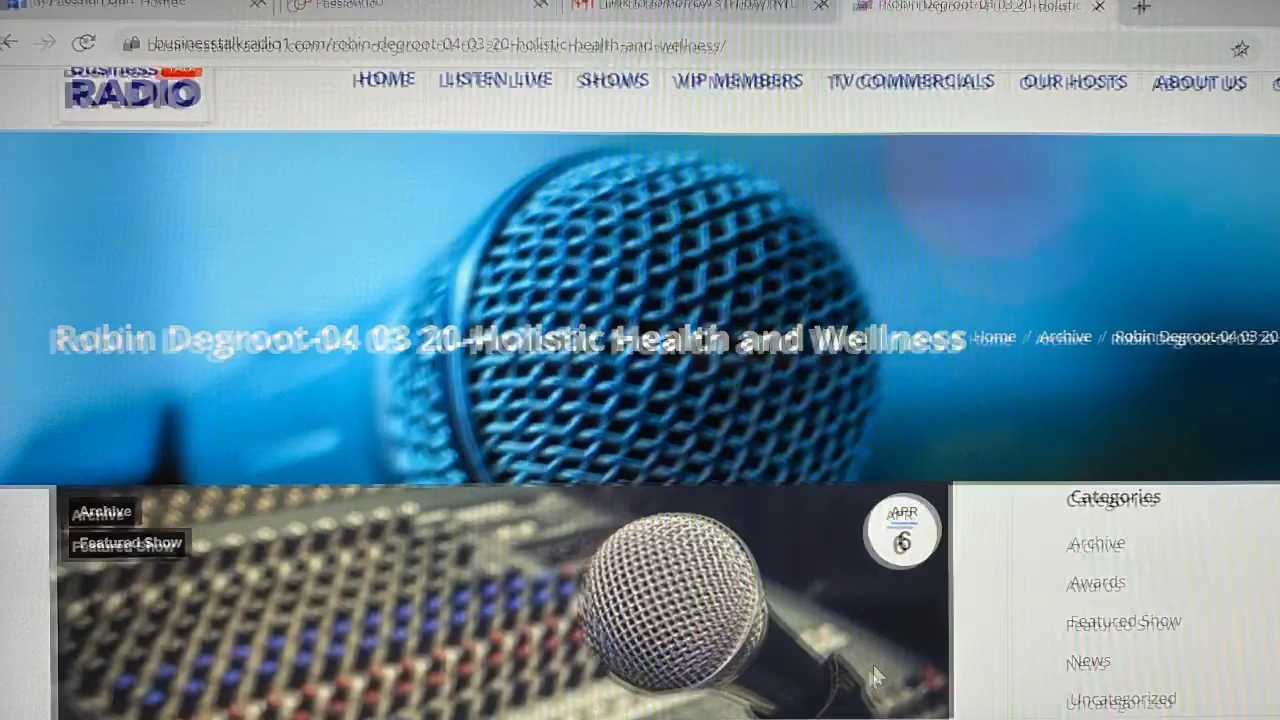 businesstalkradio1.com/robin-degroot-04-03-20-holistic-health-and-wellness/
Business TALK
RADIO
HOME LISTEN LIVE SHOWS VIP MEMBERS TV COMMERCIALS OUR HOSTS ABOUT US
Robin Degroot-04 03 20-Holistic Health and Wellness
Home / Archive / Robin Degroot-04 03 20
Archive
Featured Show
APR
6
Categories
Archive
Awards
Featured Show
News
Uncategorized